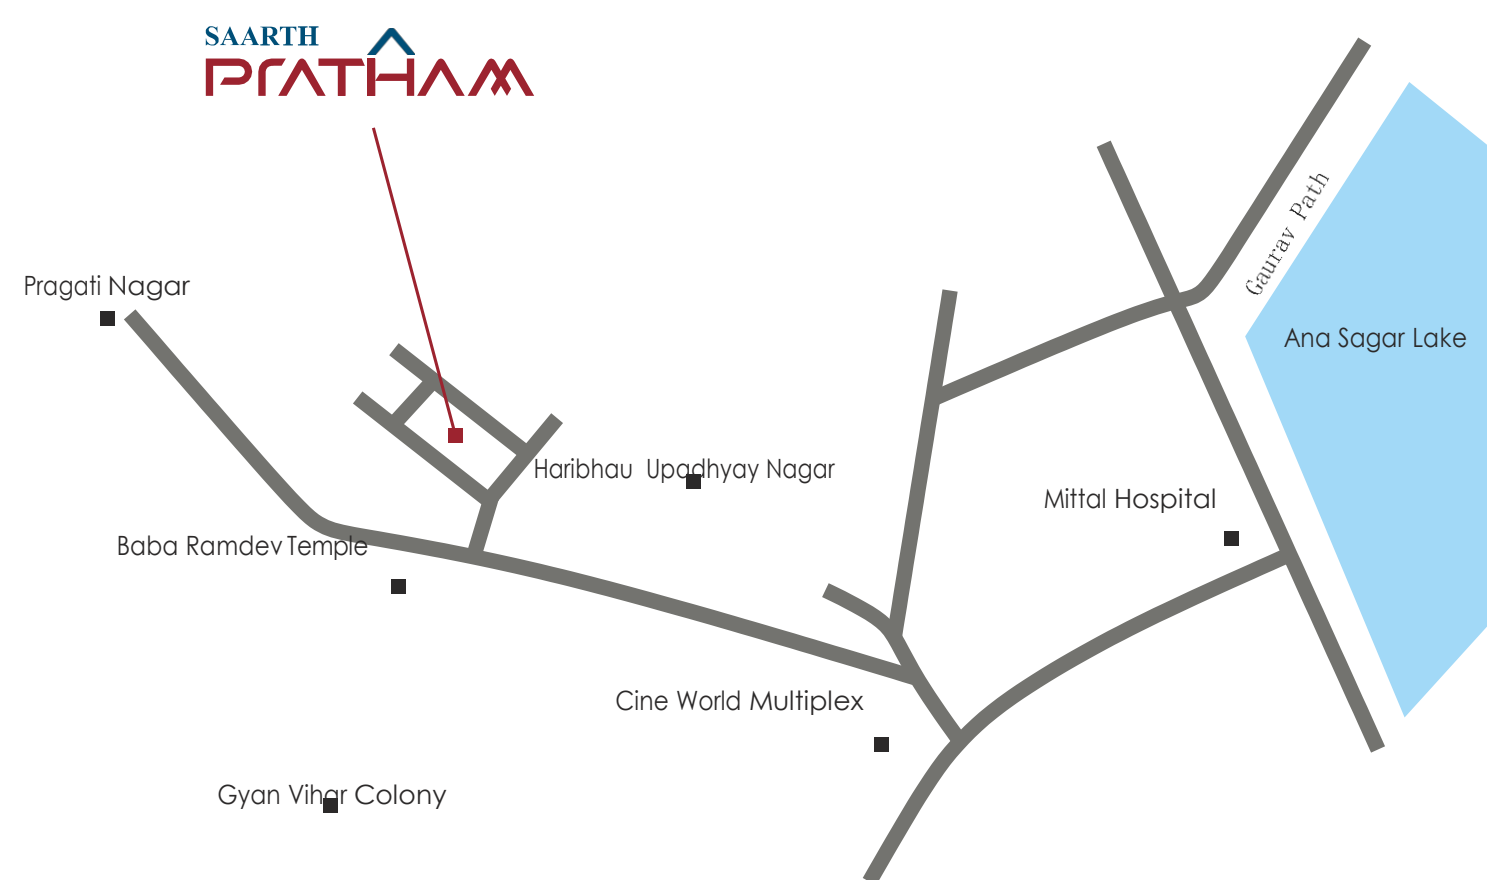 SAARTH
PRATHAM
Gaurav Path
Pragati Nagar
Ana Sagar Lake
Haribhau Upadhyay Nagar
Mittal Hospital
Baba Ramdev Temple
Cine World Multiplex
Gyan Vihar Colony